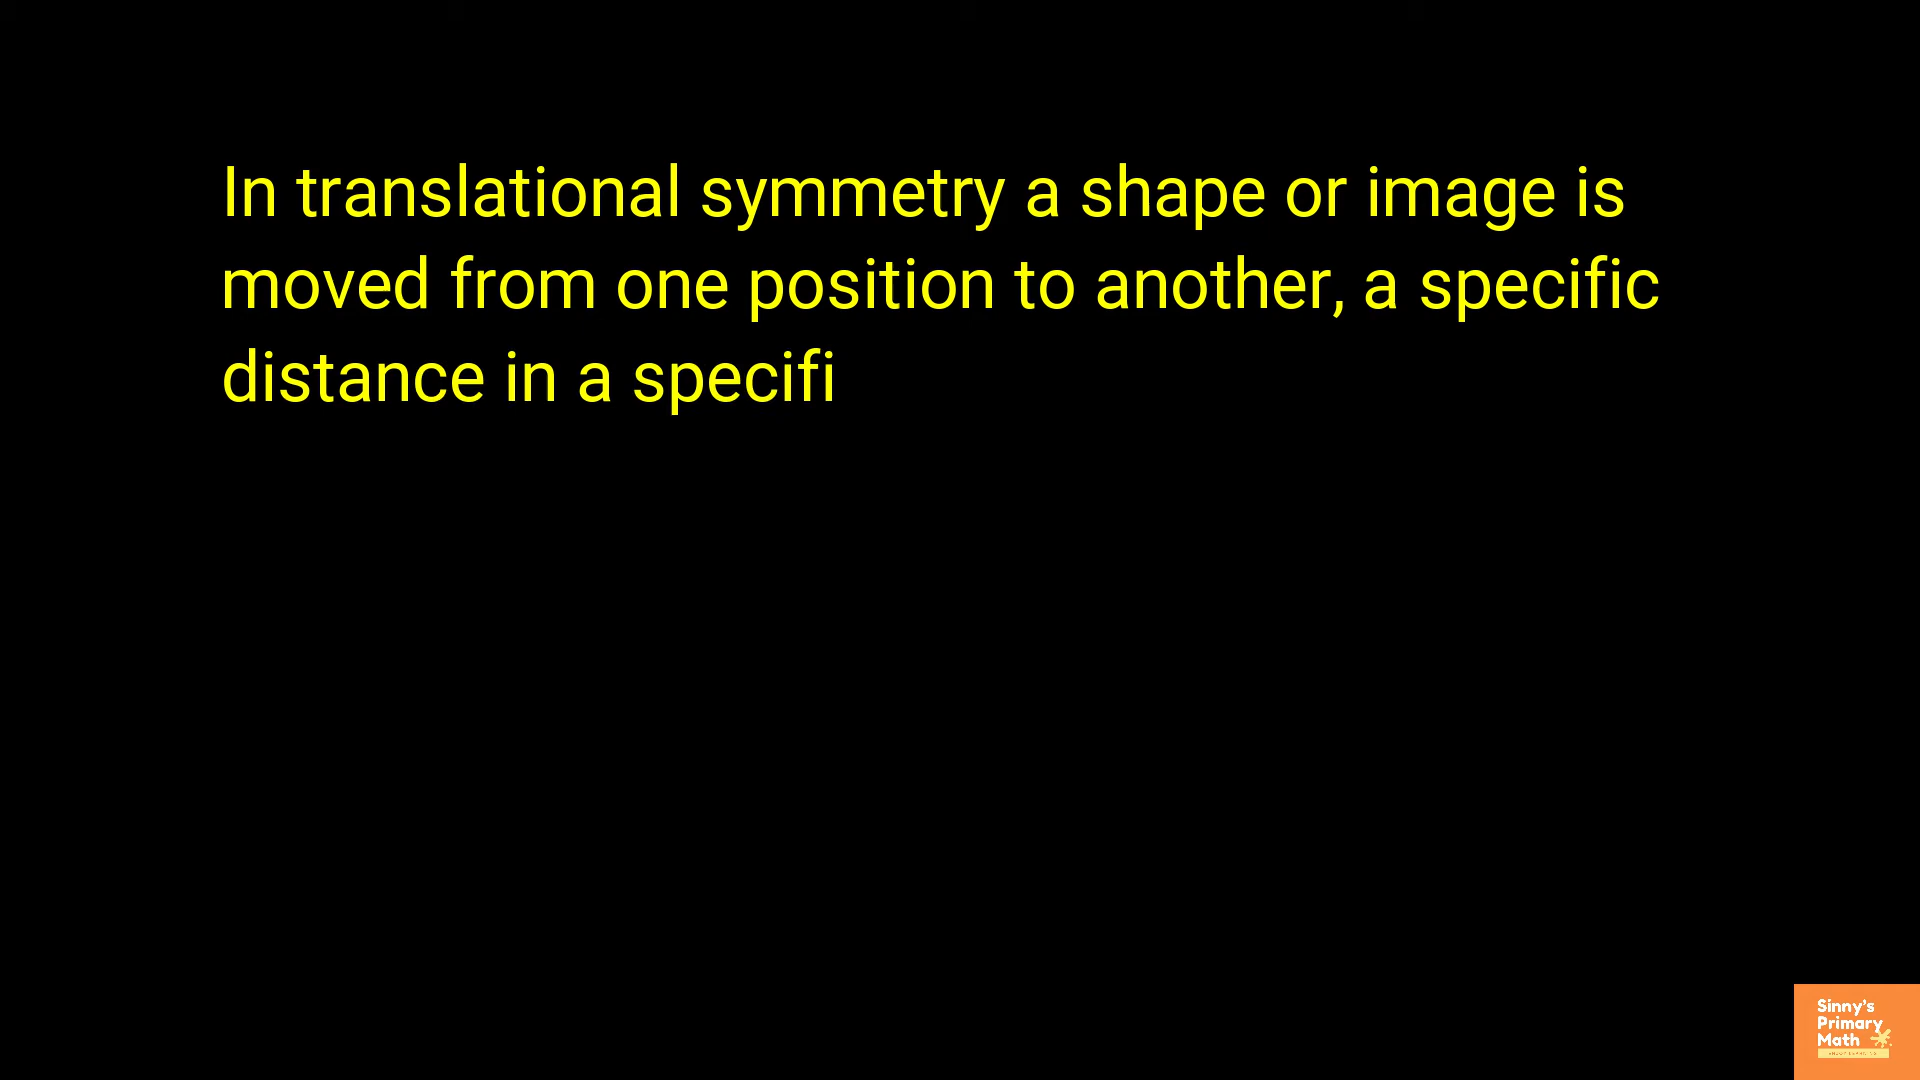 In translational symmetry a shape or image is
moved from one position to another, a specific
distance in a specifi
Sinny's
Primary
Math